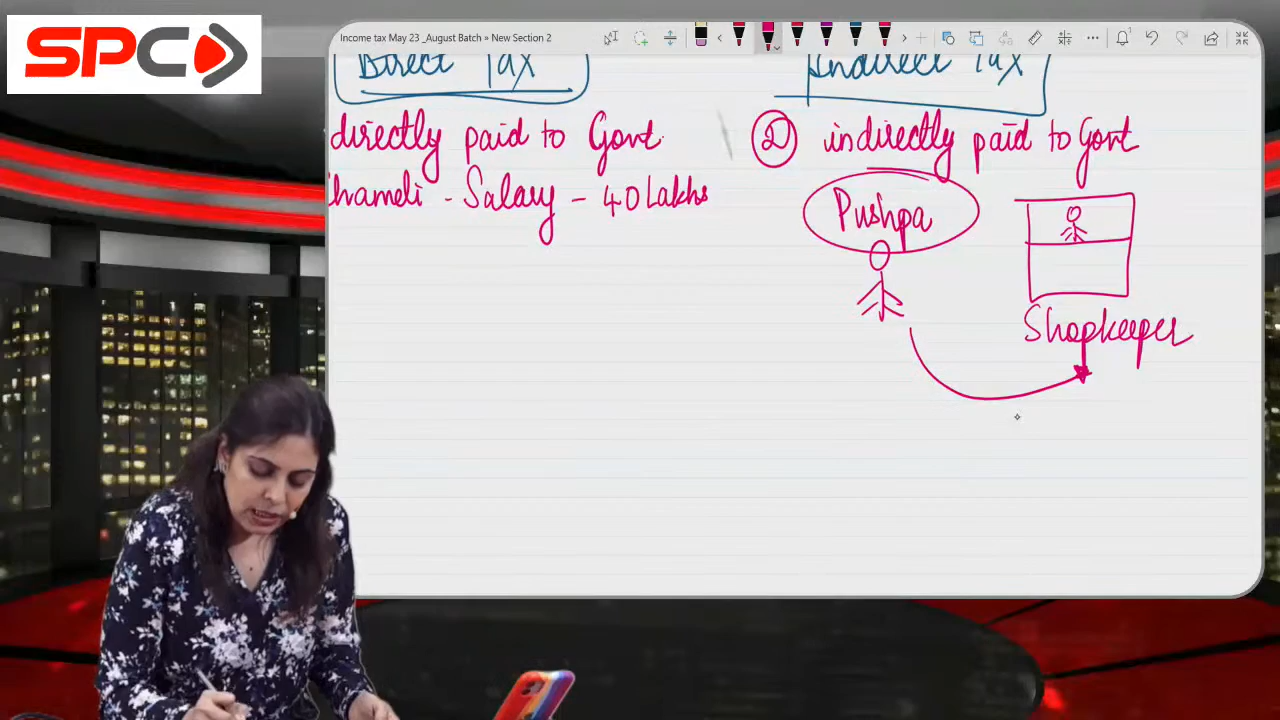 SPC
Income tax May 23 _August Batch » New Section 2
Direct Tax
Indirect Tax
directly paid to Govt.
② indirectly paid to Govt
hameli - Salary - 40 Lakhs
Pushpa
Shopkeeper